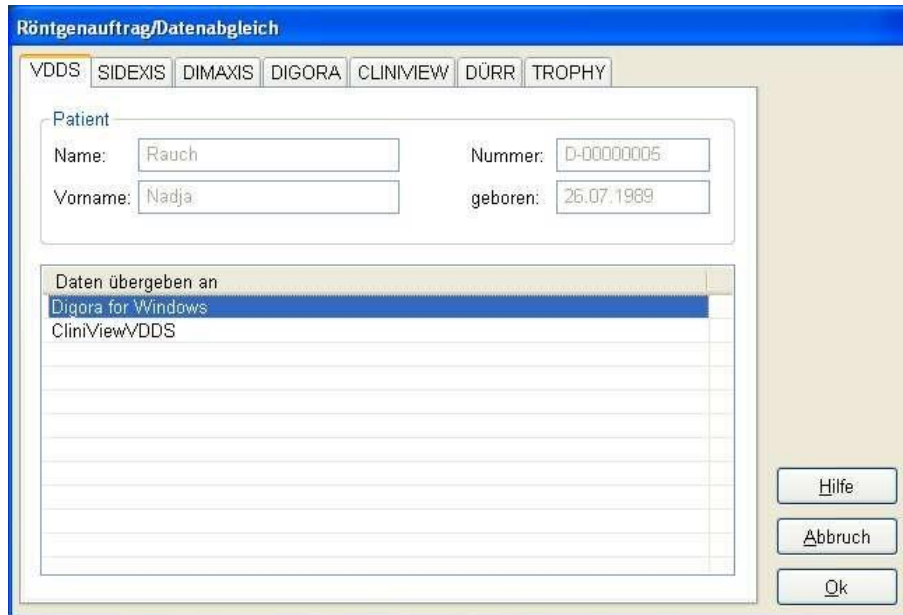 Röntgenauftrag/Datenabgleich
VDDS SIDEXIS DIMAXIS DIGORA CLINIVIEW DÜRR TROPHY
Patient
Name: Rauch Nummer: D-00000005
Vorname: Nadja geboren: 26.07.1989
Daten übergeben an
Digora for Windows
CliniViewVDDS
Hilfe
Abbruch
Ok